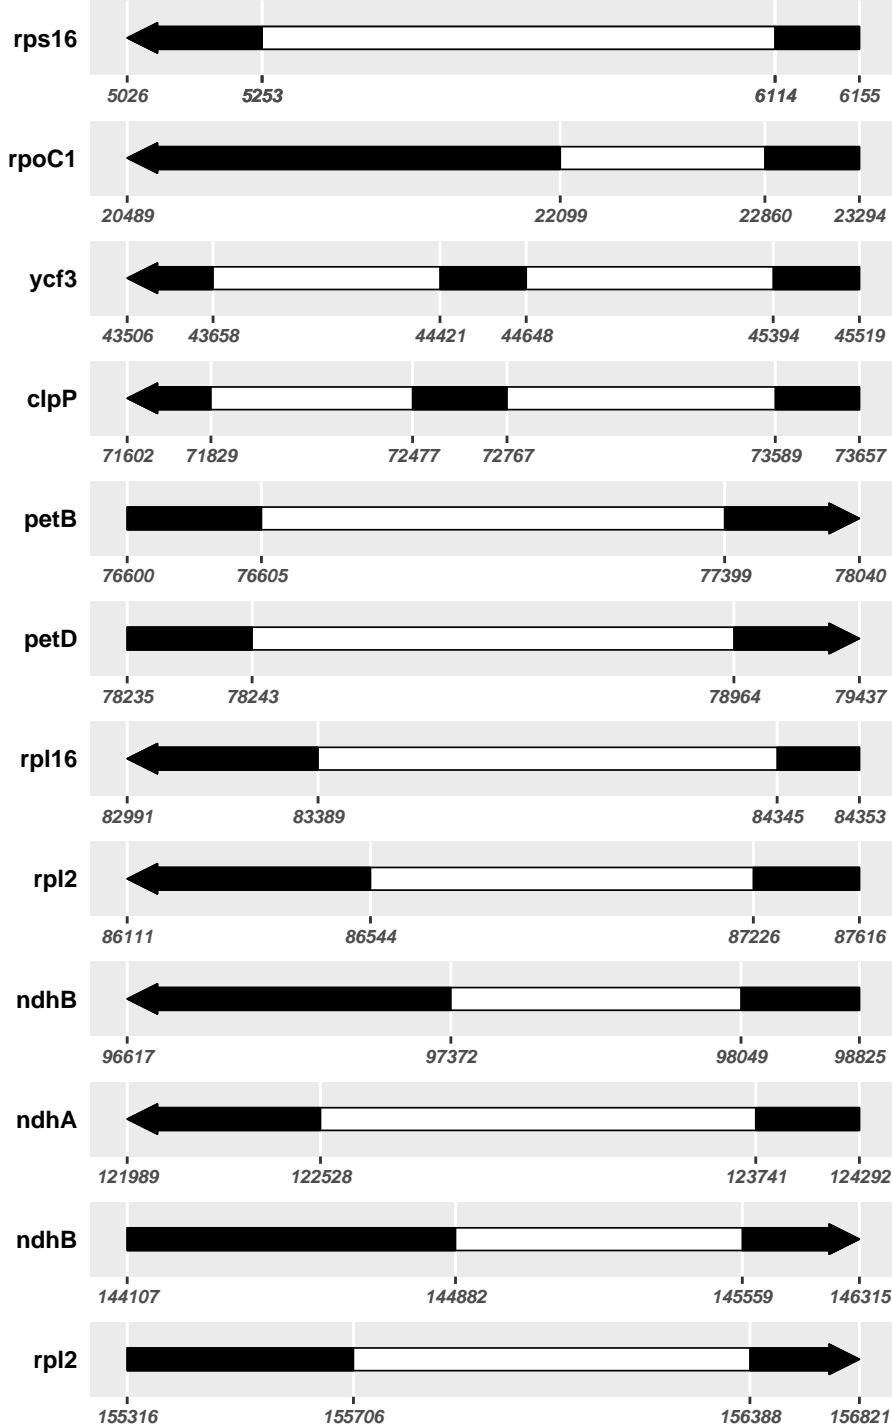 rps16
5026 5253 6114 6155
rpoC1
20489 22099 22860 23294
ycf3
43506 43658 44421 44648 45394 45519
clpP
71602 71829 72477 72767 73589 73657
petB
76600 76605 77399 78040
petD
78235 78243 78964 79437
rpl16
82991 83389 84345 84353
rpl2
86111 86544 87226 87616
ndhB
96617 97372 98049 98825
ndhA
121989 122528 123741 124292
ndhB
144107 144882 145559 146315
rpl2
155316 155706 156388 156821